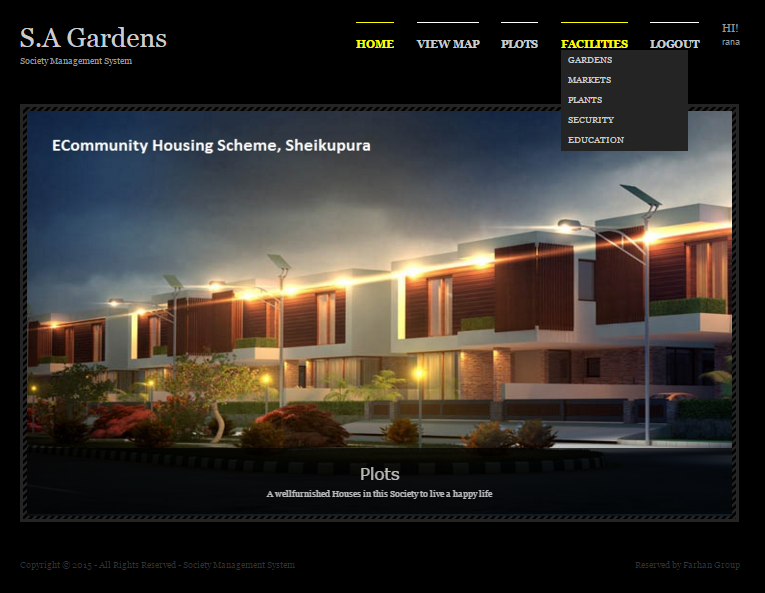 S.A Gardens
Society Management System
HOME VIEW MAP PLOTS FACILITIES LOGOUT
HI!
rana
GARDENS
MARKETS
PLANTS
SECURITY
EDUCATION
ECommunity Housing Scheme, Sheikupura
Plots
A wellfurnished Houses in this Society to live a happy life
Copyright © 2015 - All Rights Reserved - Society Management System
Reserved by Farhan Group